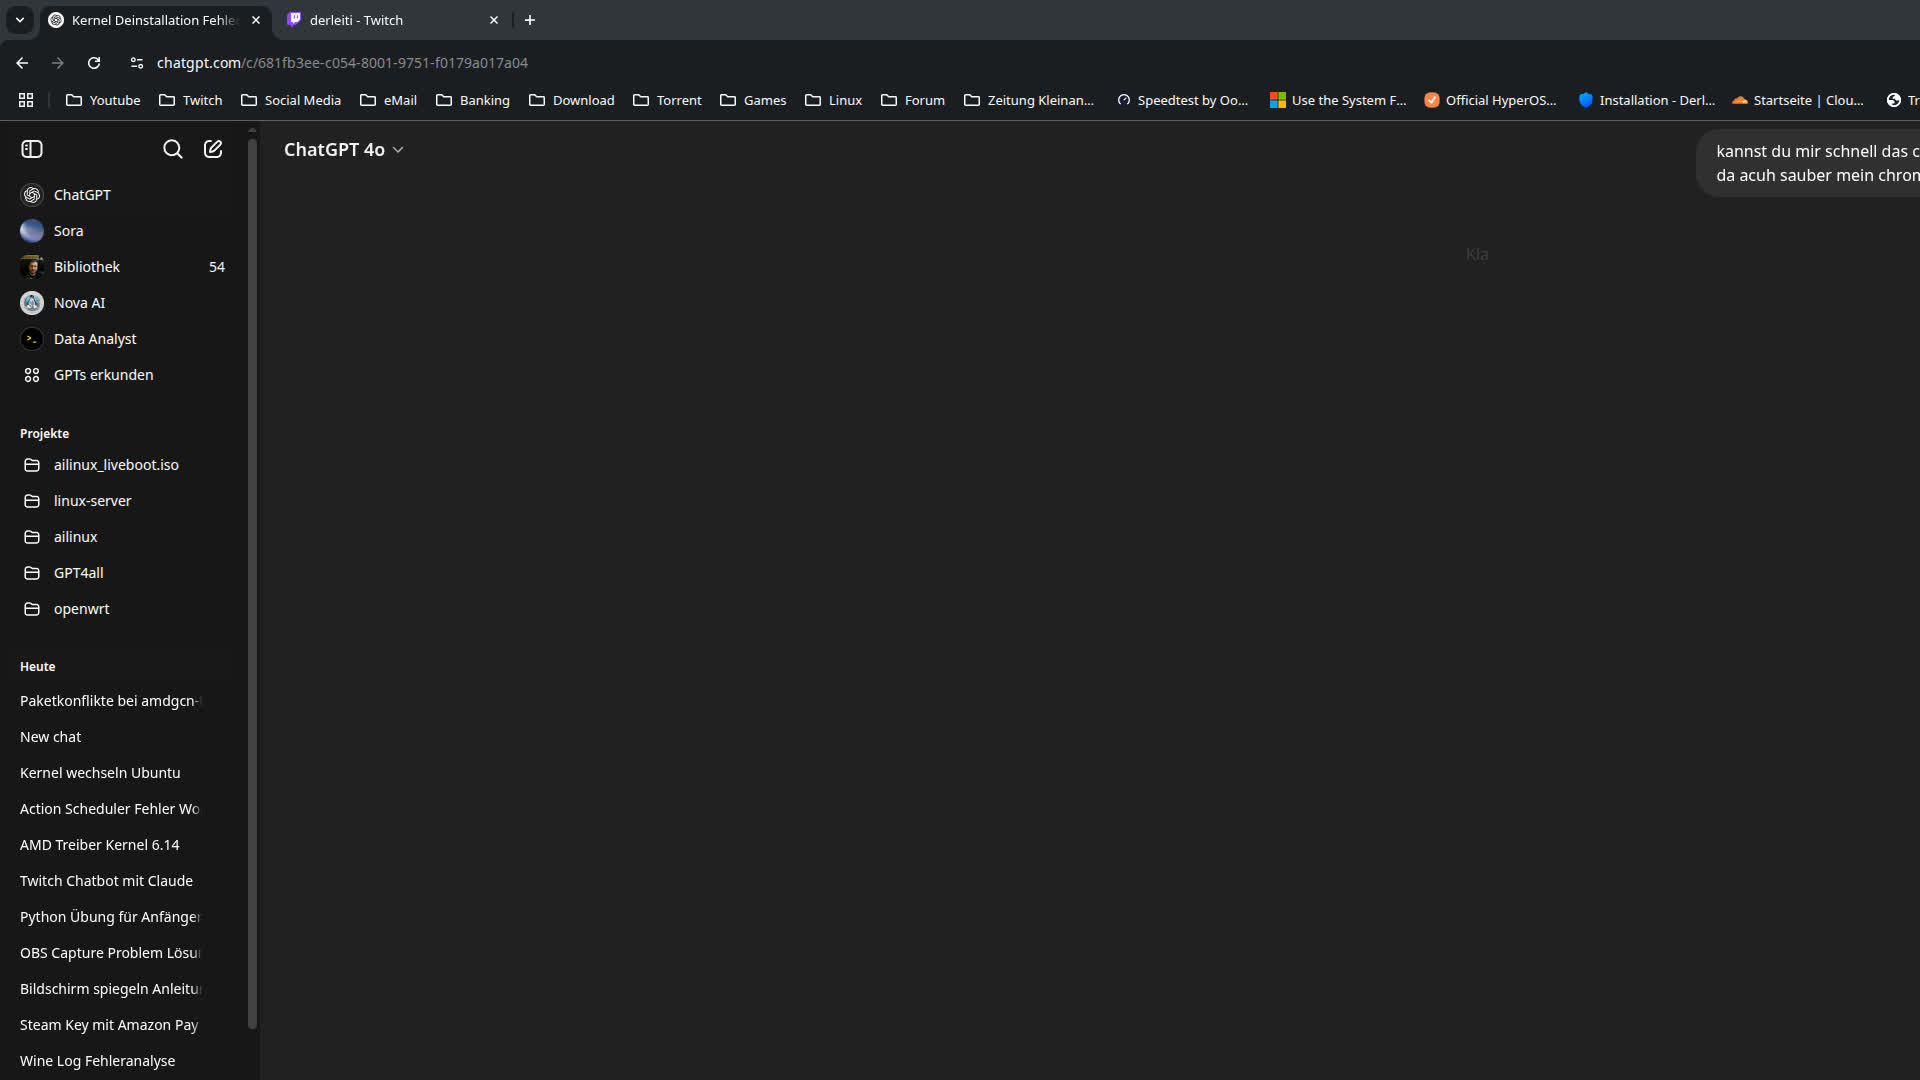 Kernel Deinstallation Fehle
derleiti - Twitch
chatgpt.com/c/681fb3ee-c054-8001-9751-f0179a017a04
Youtube Twitch Social Media eMail Banking Download Torrent Games Linux Forum Zeitung Kleinan... Speedtest by Oo... Use the System F... Official HyperOS... Installation - Derl... Startseite | Clou... Tr
ChatGPT 4o
kannst du mir schnell das c
da acuh sauber mein chron
Kla
ChatGPT
Sora
Bibliothek 54
Nova AI
Data Analyst
GPTs erkunden
Projekte
ailinux_liveboot.iso
linux-server
ailinux
GPT4all
openwrt
Heute
Paketkonflikte bei amdgcn-
New chat
Kernel wechseln Ubuntu
Action Scheduler Fehler Wo
AMD Treiber Kernel 6.14
Twitch Chatbot mit Claude
Python Übung für Anfänger
OBS Capture Problem Lösu
Bildschirm spiegeln Anleitu
Steam Key mit Amazon Pay
Wine Log Fehleranalyse